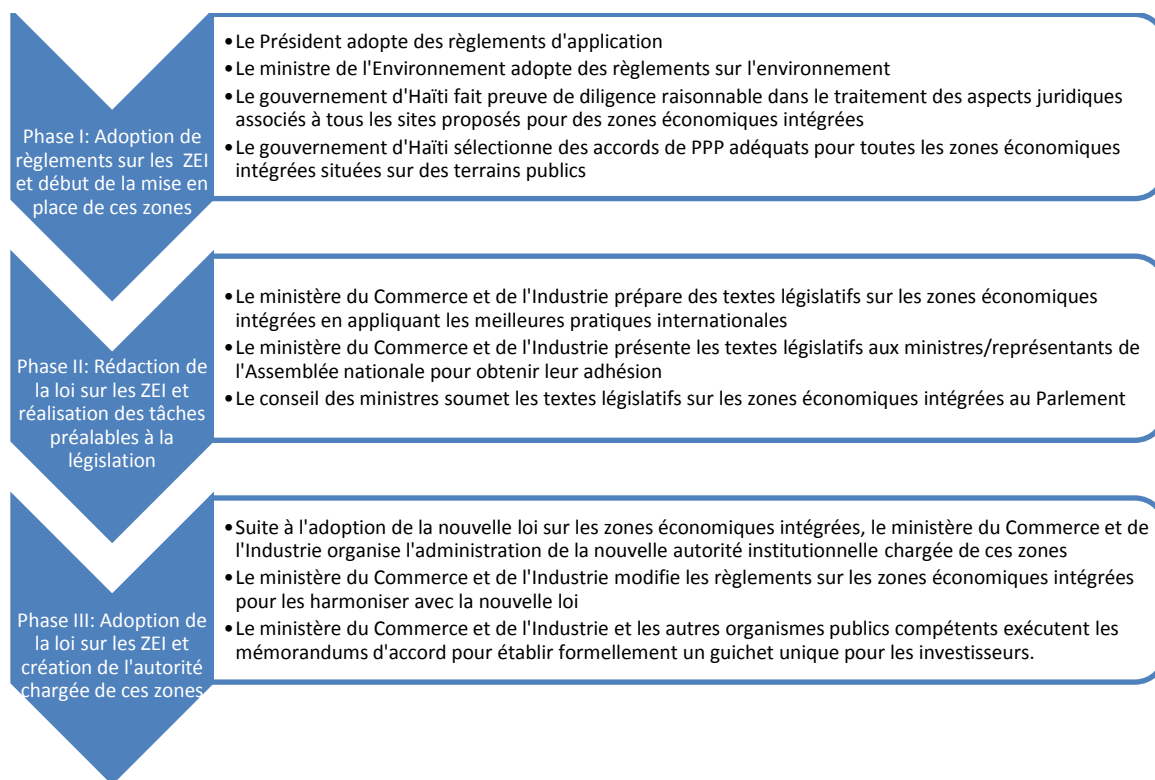 Phase I: Adoption de
règlements sur les ZEI
et début de la mise en
place de ces zones
•Le Président adopte des règlements d'application
•Le ministre de l'Environnement adopte des règlements sur l'environnement
•Le gouvernement d'Haïti fait preuve de diligence raisonnable dans le traitement des aspects juridiques
associés à tous les sites proposés pour des zones économiques intégrées
•Le gouvernement d'Haïti sélectionne des accords de PPP adéquats pour toutes les zones économiques
intégrées situées sur des terrains publics
Phase II: Rédaction de
la loi sur les ZEI et
réalisation des tâches
préalables à la
législation
•Le ministère du Commerce et de l'Industrie prépare des textes législatifs sur les zones économiques
intégrées en appliquant les meilleures pratiques internationales
•Le ministère du Commerce et de l'Industrie présente les textes législatifs aux ministres/représentants de
l'Assemblée nationale pour obtenir leur adhésion
•Le conseil des ministres soumet les textes législatifs sur les zones économiques intégrées au Parlement
Phase III: Adoption de
la loi sur les ZEI et
création de l'autorité
chargée de ces zones
•Suite à l'adoption de la nouvelle loi sur les zones économiques intégrées, le ministère du Commerce et de
l'Industrie organise l'administration de la nouvelle autorité institutionnelle chargée de ces zones
•Le ministère du Commerce et de l'Industrie modifie les règlements sur les zones économiques intégrées
pour les harmoniser avec la nouvelle loi
•Le ministère du Commerce et de l'Industrie et les autres organismes publics compétents exécutent les
mémorandums d'accord pour établir formellement un guichet unique pour les investisseurs.